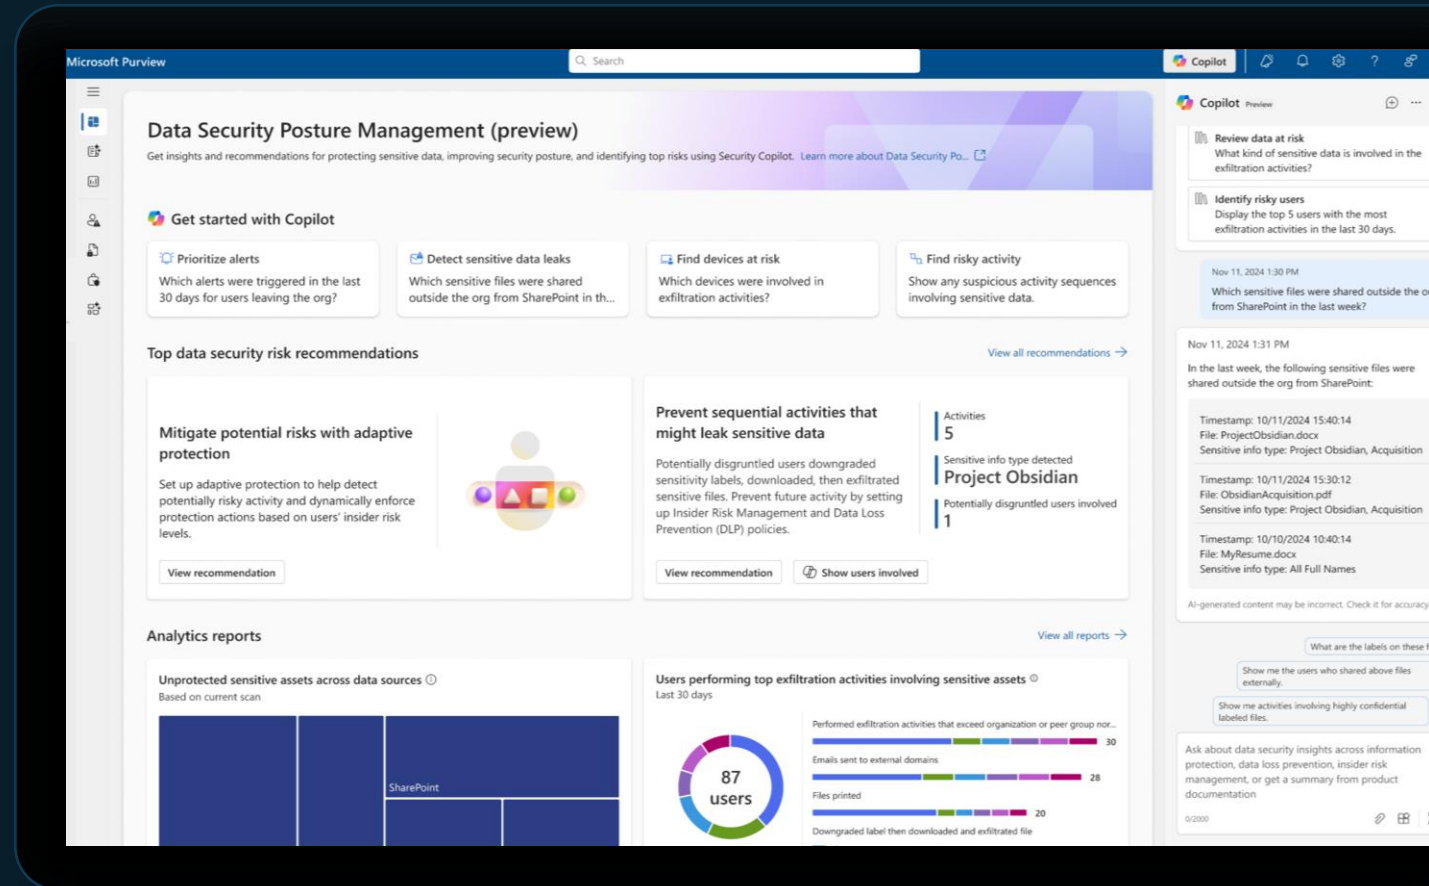 Microsoft Purview
Search
Copilot
Data Security Posture Management (preview)
Get insights and recommendations for protecting sensitive data, improving security posture, and identifying top risks using Security Copilot. Learn more about Data Security Po...
Get started with Copilot
Prioritize alerts
Which alerts were triggered in the last
30 days for users leaving the org?
Detect sensitive data leaks
Which sensitive files were shared
outside the org from SharePoint in th...
Find devices at risk
Which devices were involved in
exfiltration activities?
Find risky activity
Show any suspicious activity sequences
involving sensitive data.
Top data security risk recommendations
View all recommendations
Mitigate potential risks with adaptive
protection
Set up adaptive protection to help detect
potentially risky activity and dynamically enforce
protection actions based on users' insider risk
levels.
View recommendation
Prevent sequential activities that
might leak sensitive data
Potentially disgruntled users downgraded
sensitivity labels, downloaded, then exfiltrated
sensitive files. Prevent future activity by setting
up Insider Risk Management and Data Loss
Prevention (DLP) policies.
View recommendation
Show users involved
Activities
5
Sensitive info type detected
Project Obsidian
Potentially disgruntled users involved
1
Analytics reports
View all reports
Unprotected sensitive assets across data sources
Based on current scan
SharePoint
Users performing top exfiltration activities involving sensitive assets
Last 30 days
87
users
Performed exfiltration activities that exceed organization or peer group nor...
30
Emails sent to external domains
28
Files printed
20
Downgraded label then downloaded and exfiltrated file
Copilot Preview
Review data at risk
What kind of sensitive data is involved in the
exfiltration activities?
Identify risky users
Display the top 5 users with the most
exfiltration activities in the last 30 days.
Nov 11, 2024 1:30 PM
Which sensitive files were shared outside the
from SharePoint in the last week?
Nov 11, 2024 1:31 PM
In the last week, the following sensitive files were
shared outside the org from SharePoint:
Timestamp: 10/11/2024 15:40:14
File: ProjectObsidian.docx
Sensitive info type: Project Obsidian, Acquisition
Timestamp: 10/11/2024 15:30:12
File: ObsidianAcquisition.pdf
Sensitive info type: Project Obsidian, Acquisition
Timestamp: 10/10/2024 10:40:14
File: MyResume.docx
Sensitive info type: All Full Names
AI-generated content may be incorrect. Check it for accuracy
What are the labels on these
Show me the users who shared above files
externally.
Show me activities involving highly confidential
labeled files.
Ask about data security insights across information
protection, data loss prevention, insider risk
management, or get a summary from product
documentation
0/2000